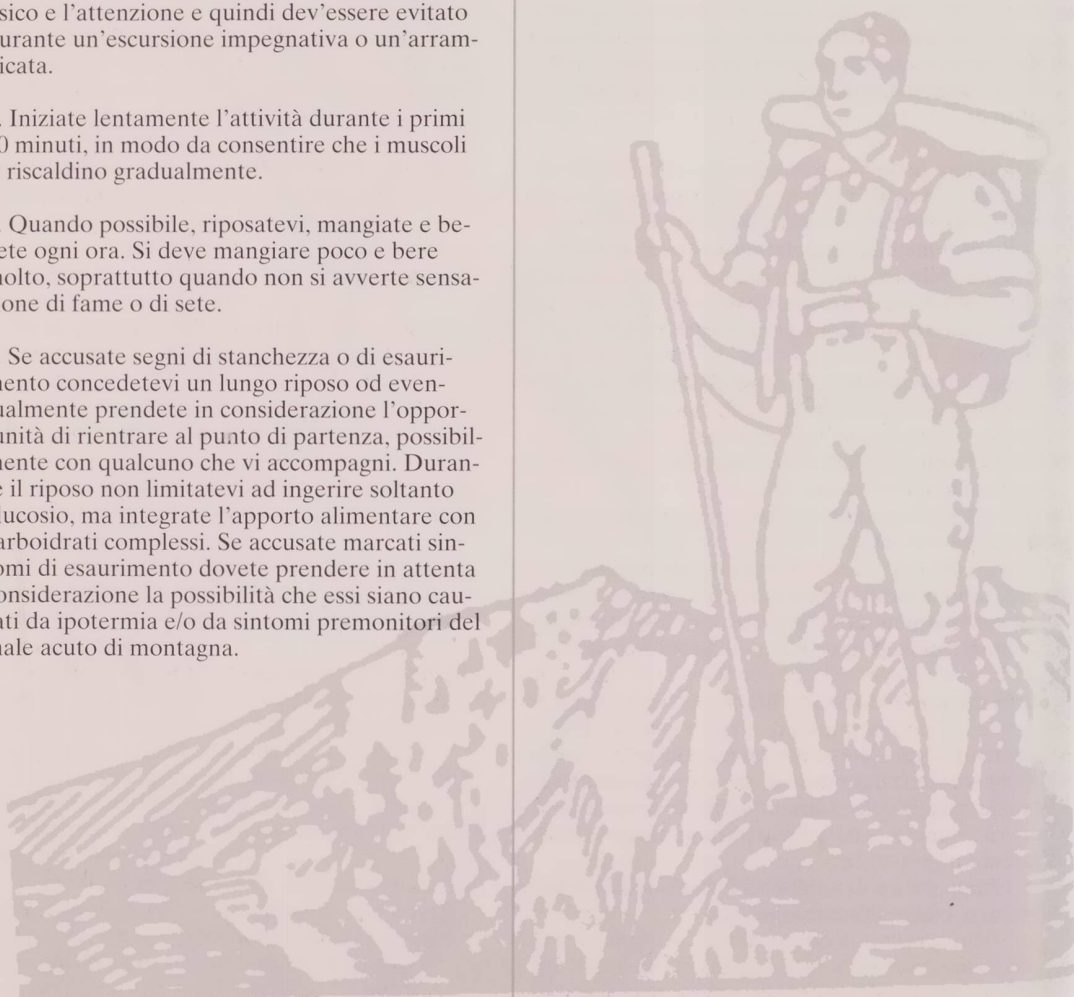 sico e l'attenzione e quindi dev'essere evitato
urante un'escursione impegnativa o un'arram-
icata.
. Iniziate lentamente l'attività durante i primi
0 minuti, in modo da consentire che i muscoli
riscaldino gradualmente.
. Quando possibile, riposatevi, mangiate e be-
ete ogni ora. Si deve mangiare poco e bere
nolto, soprattutto quando non si avverte sensa-
one di fame o di sete.
Se accusate segni di stanchezza o di esauri-
ento concedetevi un lungo riposo od even-
ualmente prendete in considerazione l'oppor-
unità di rientrare al punto di partenza, possibil-
ente con qualcuno che vi accompagni. Duran-
e il riposo non limitatevi ad ingerire soltanto
lucosio, ma integrate l'apporto alimentare con
arboidrati complessi. Se accusate marcati sin-
omi di esaurimento dovete prendere in attenta
onsiderazione la possibilità che essi siano cau-
ati da ipotermia e/o da sintomi premonitori del
ale acuto di montagna.